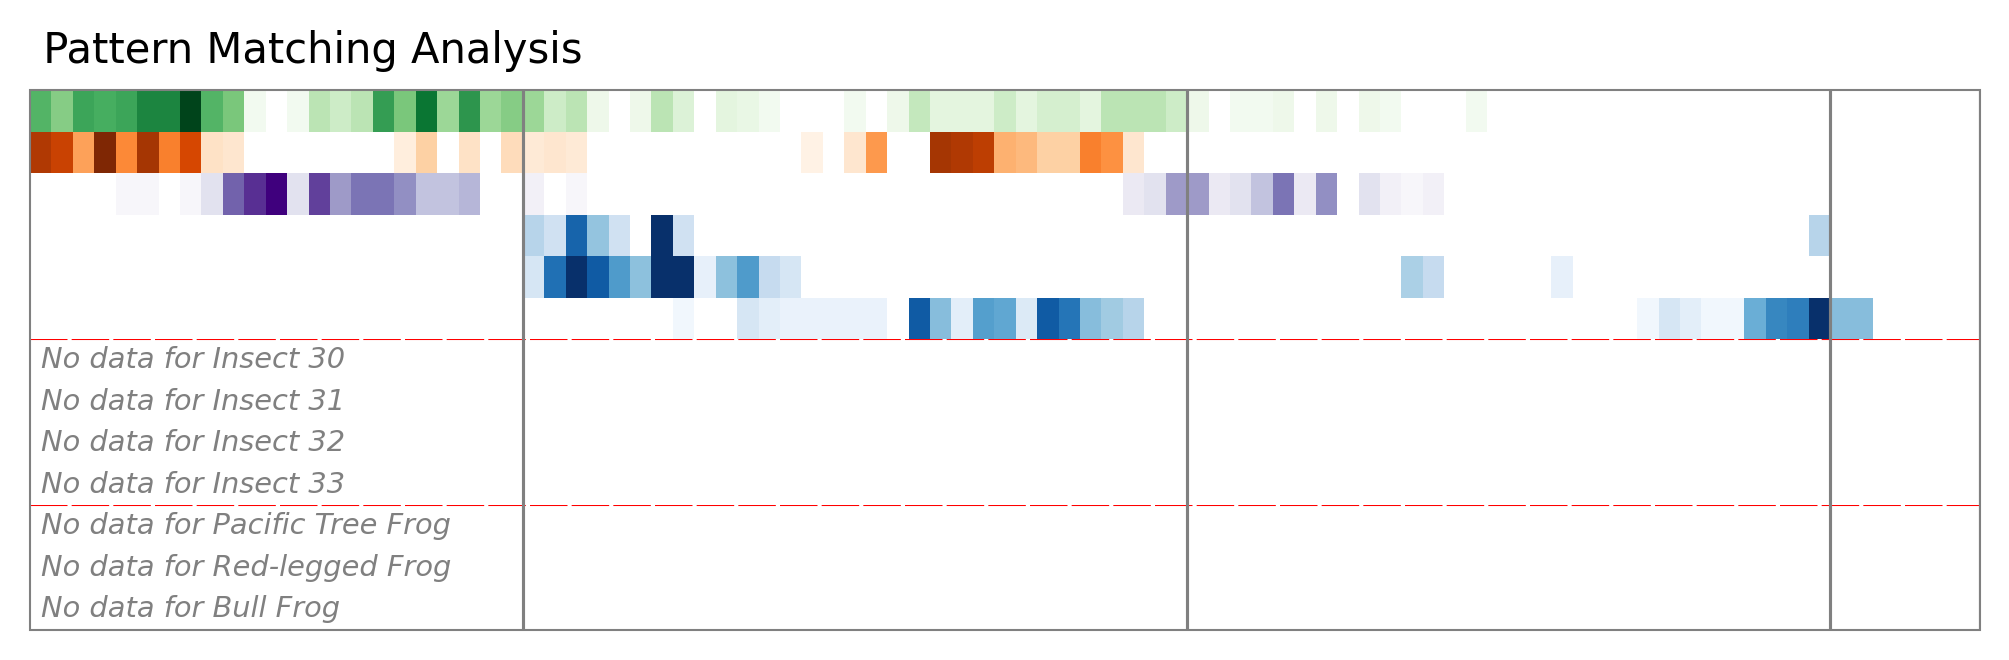 Pattern Matching Analysis
No data for Insect 30
No data for Insect 31
No data for Insect 32
No data for Insect 33
No data for Pacific Tree Frog
No data for Red-legged Frog
No data for Bull Frog